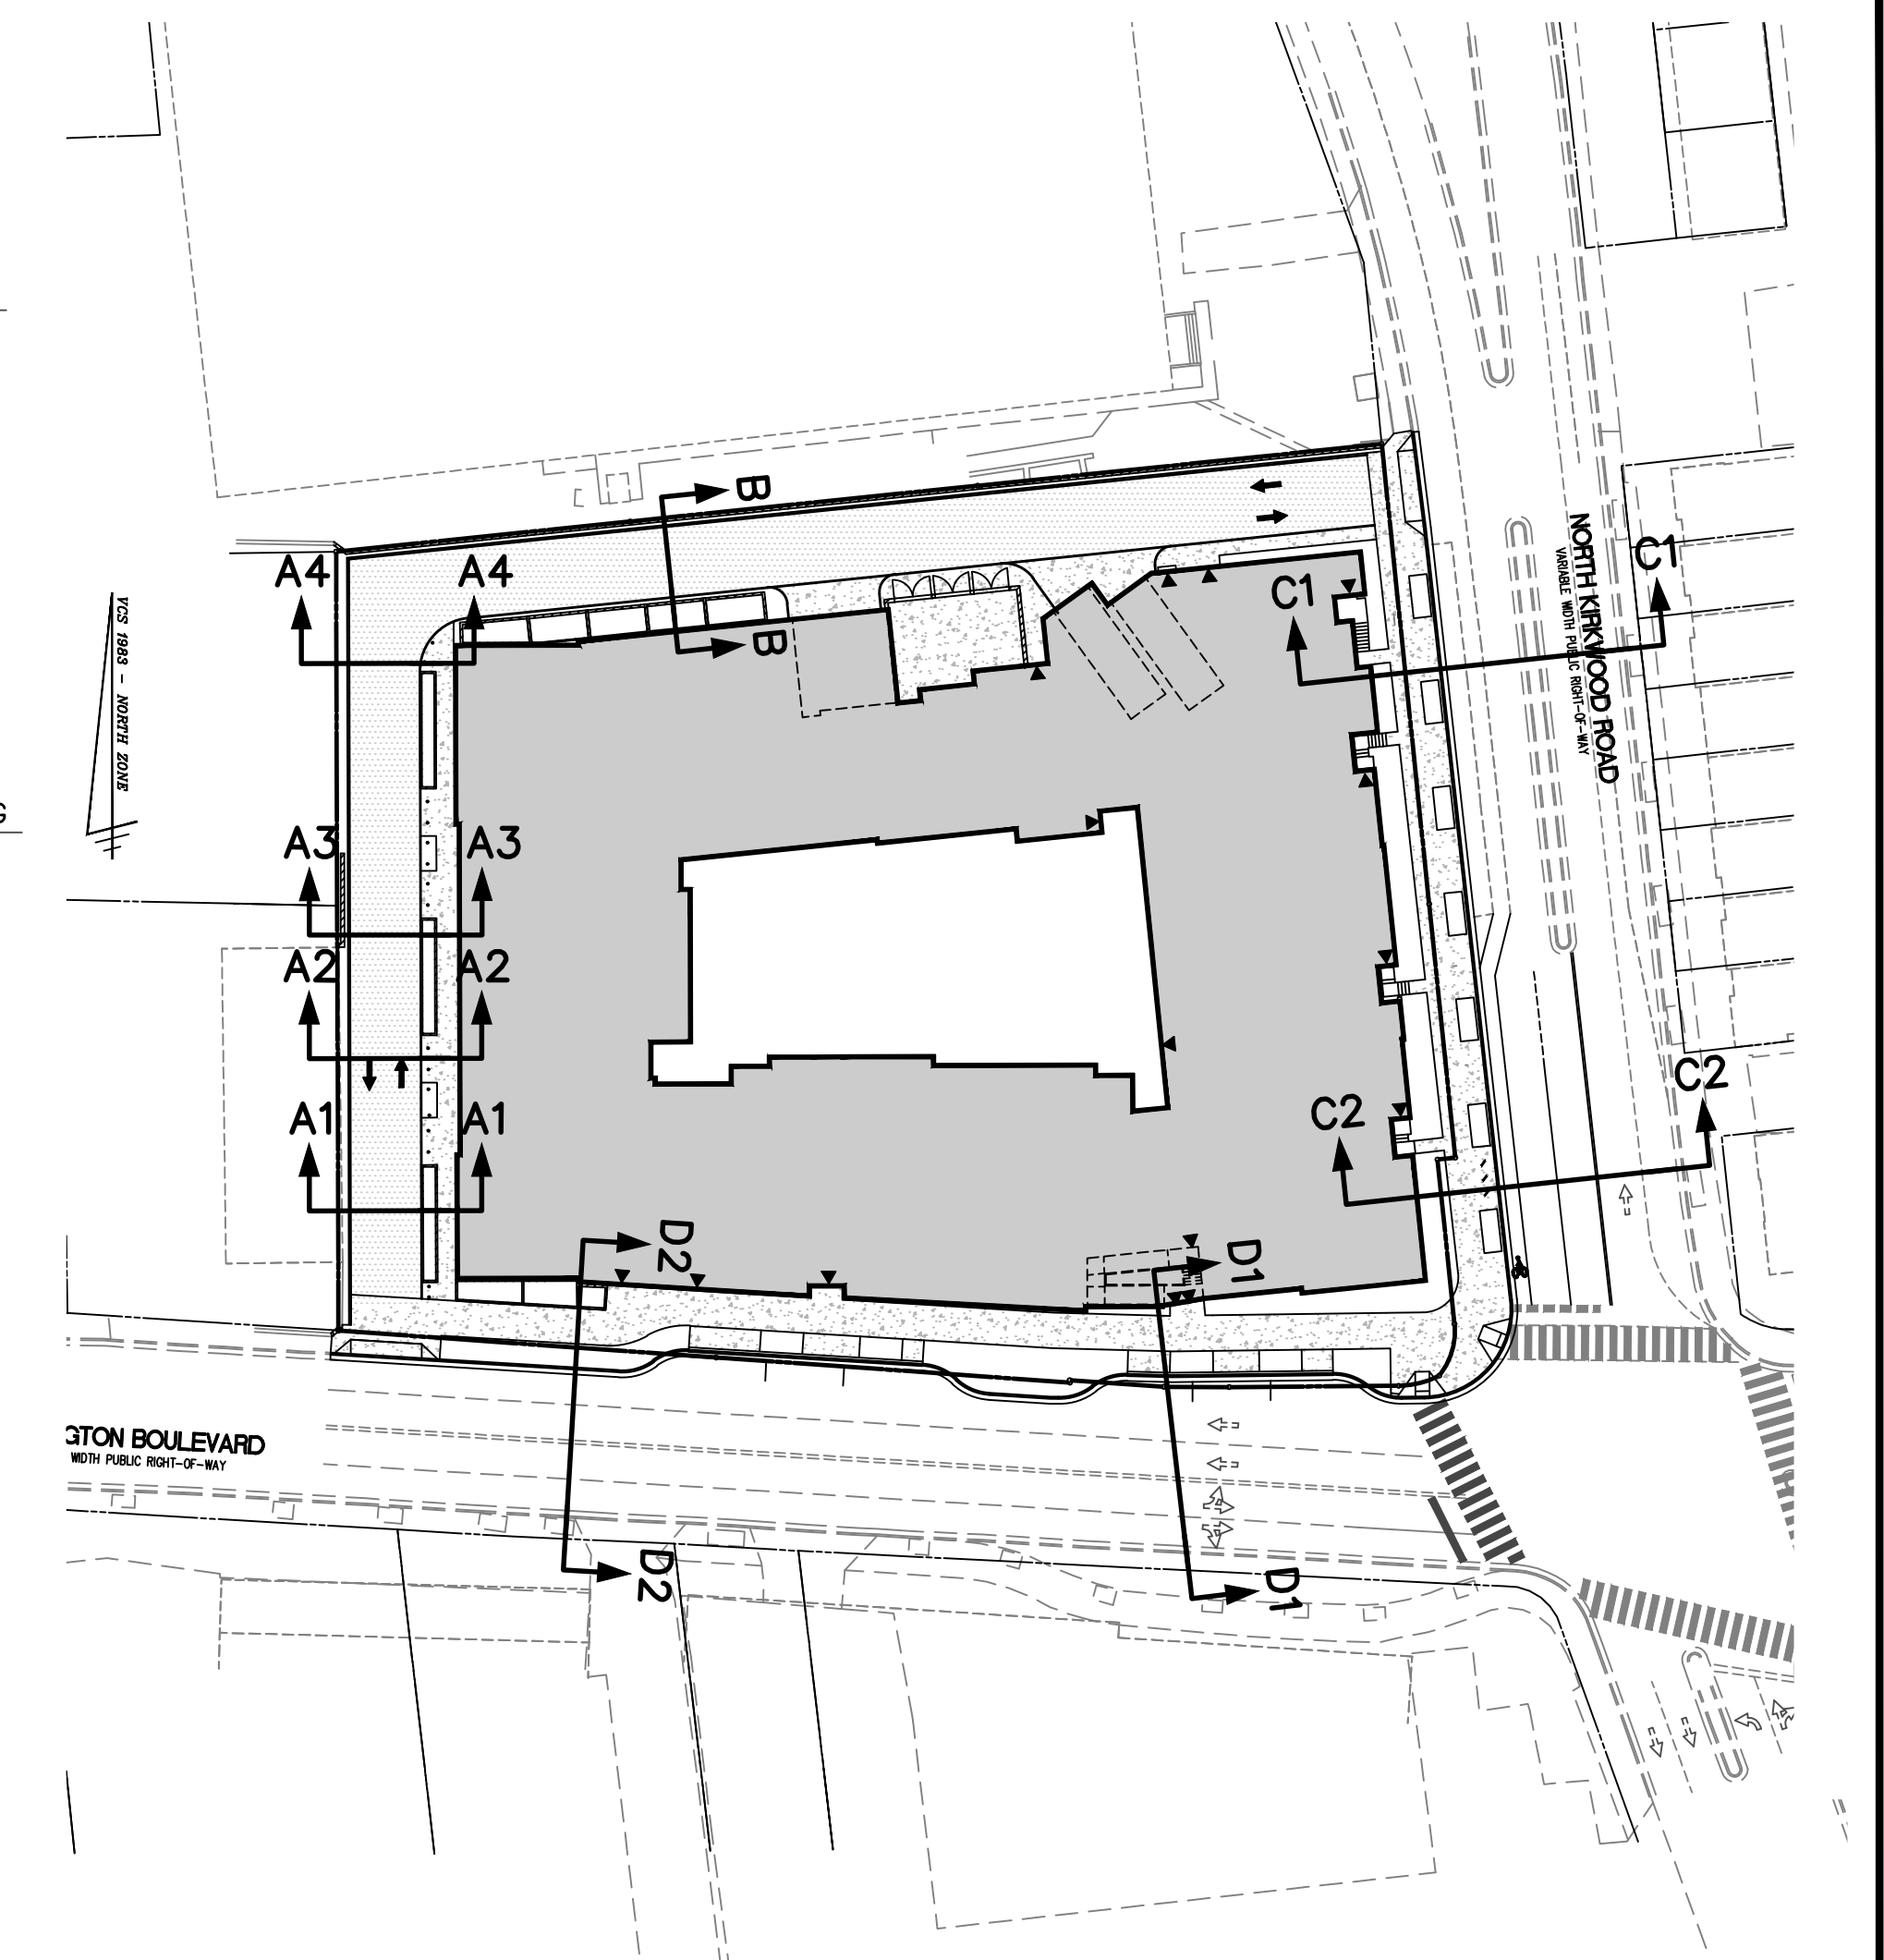 B
A4
A4
NORTH KIRKWOOD ROAD
VARIABLE WIDTH PUBLIC RIGHT-OF-WAY
C1
C1
B
VCS 1983 - NORTH ZONE
A3
A3
A2
A2
A1
A1
C2
C2
D2
D1
GTON BOULEVARD
WIDTH PUBLIC RIGHT-OF-WAY
D2
D1